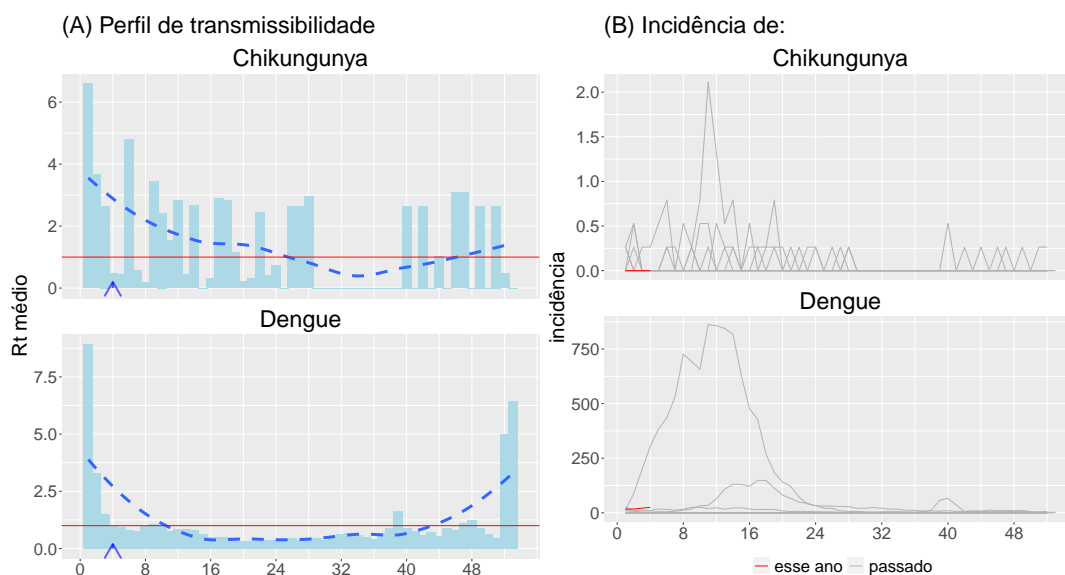 (A) Perfil de transmissibilidade
Chikungunya
6
4
2
0
Dengue
7.5
5.0
2.5
0.0
0 8 16 24 32 40 48
Rt médio
(B) Incidência de:
Chikungunya
2.0
1.5
1.0
0.5
0.0
Dengue
750
500
250
0
0 8 16 24 32 40 48
incidência
esse ano passado